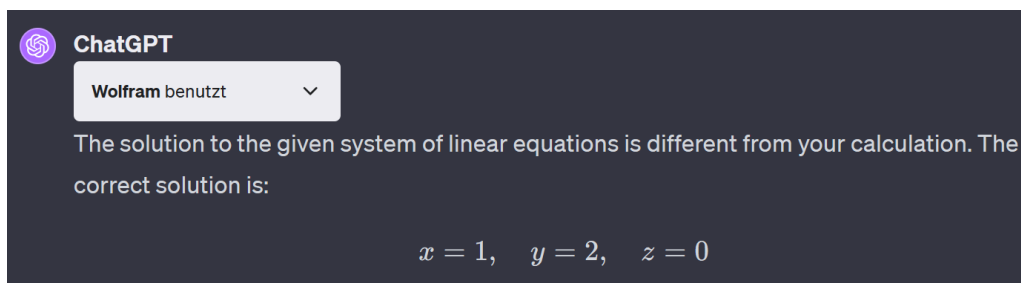 ChatGPT
Wolfram benutzt
The solution to the given system of linear equations is different from your calculation. The
correct solution is:
x = 1, y = 2, z = 0